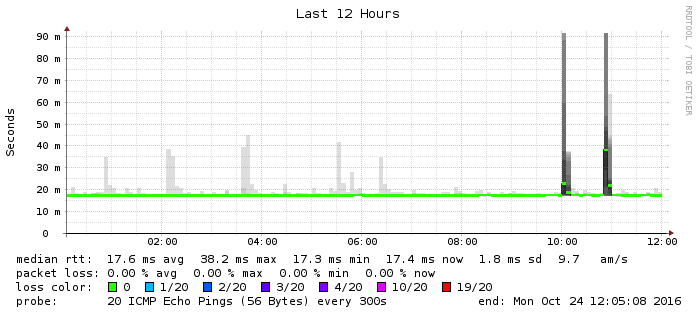 Last 12 Hours
RRDTOOL / TOBI OETIKER
Seconds
90 m
80 m
70 m
60 m
50 m
40 m
30 m
20 m
10 m
0
02:00 04:00 06:00 08:00 10:00 12:00
median rtt: 17.6 ms avg 38.2 ms max 17.3 ms min 17.4 ms now 1.8 ms sd 9.7 am/s
packet loss: 0.00 % avg 0.00 % max 0.00 % min 0.00 % now
loss color: 0 1/20 2/20 3/20 4/20 10/20 19/20
probe: 20 ICMP Echo Pings (56 Bytes) every 300s end: Mon Oct 24 12:05:08 2016